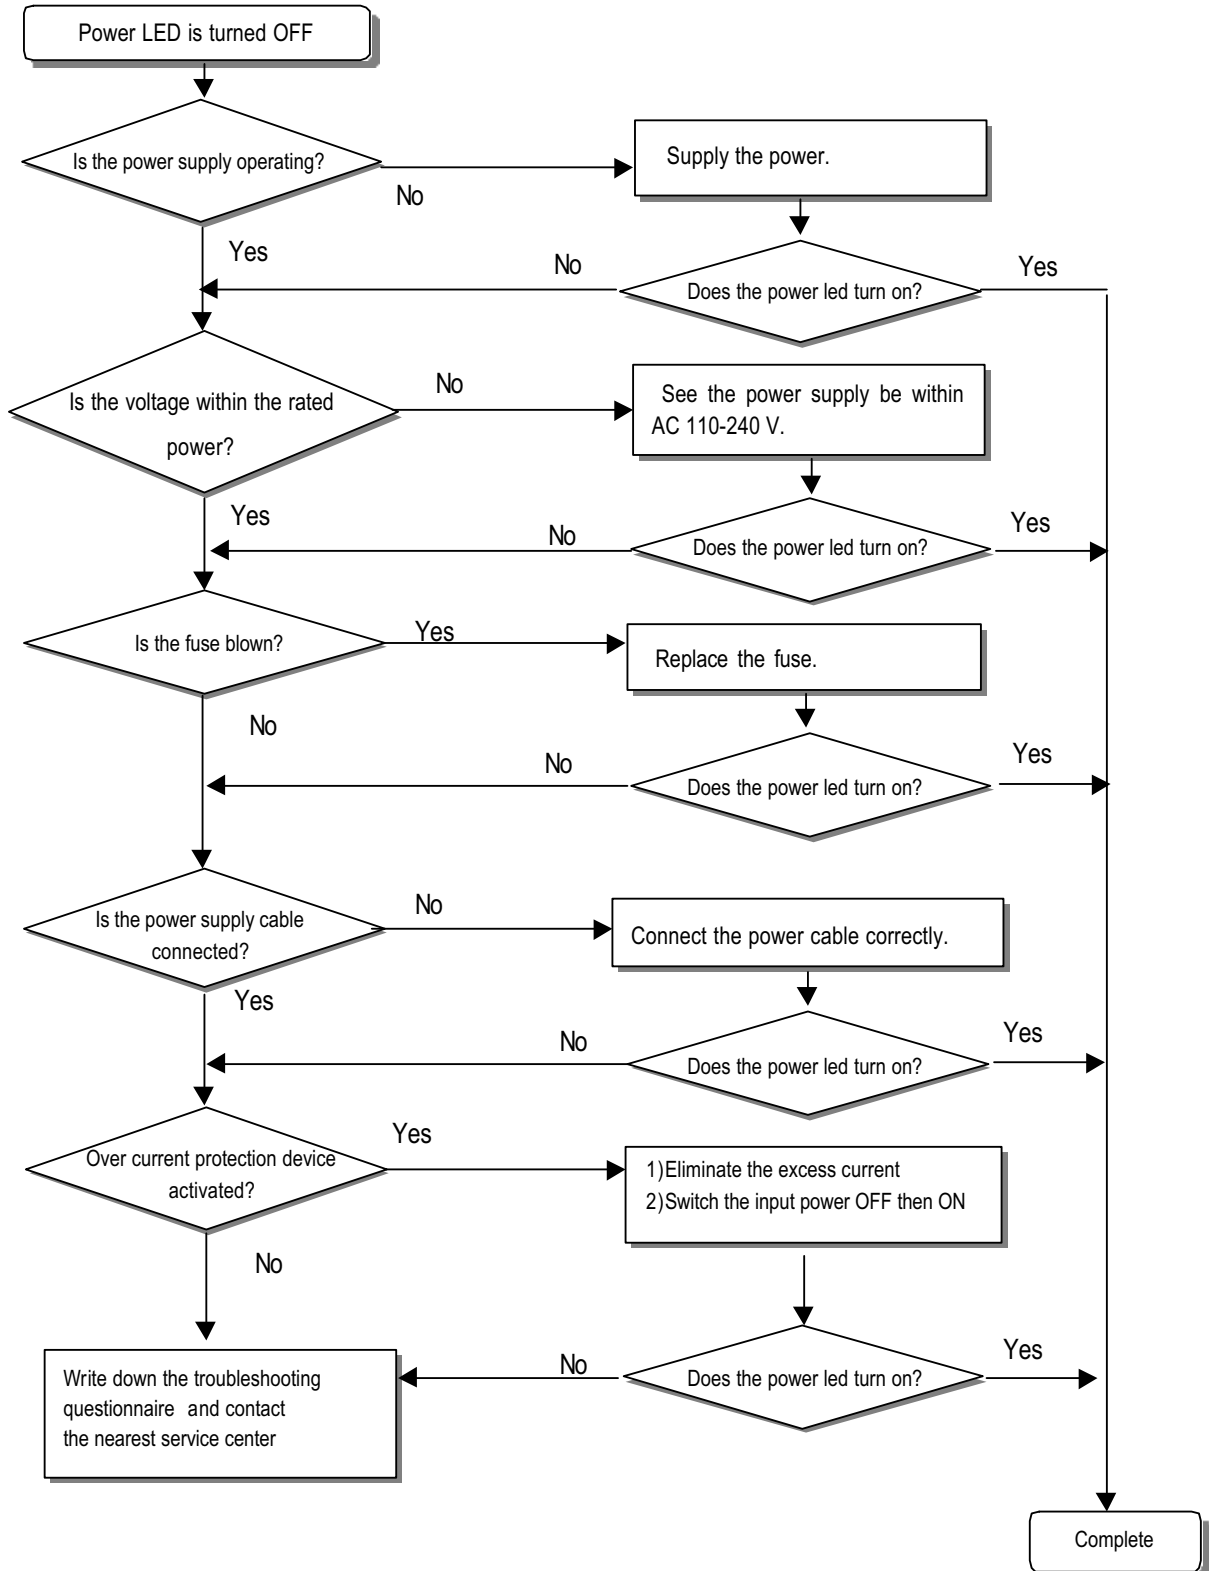 Power LED is turned OFF
Is the power supply operating?
No
Supply the power.
Yes
No
Does the power led turn on?
Yes
Is the voltage within the rated
power?
No
See the power supply be within
AC 110-240 V.
Yes
No
Does the power led turn on?
Yes
Is the fuse blown?
Yes
Replace the fuse.
No
No
Does the power led turn on?
Yes
Is the power supply cable
connected?
No
Connect the power cable correctly.
Yes
No
Does the power led turn on?
Yes
Over current protection device
activated?
Yes
1)Eliminate the excess current
2)Switch the input power OFF then ON
No
Write down the troubleshooting
questionnaire and contact
the nearest service center
No
Does the power led turn on?
Yes
Complete